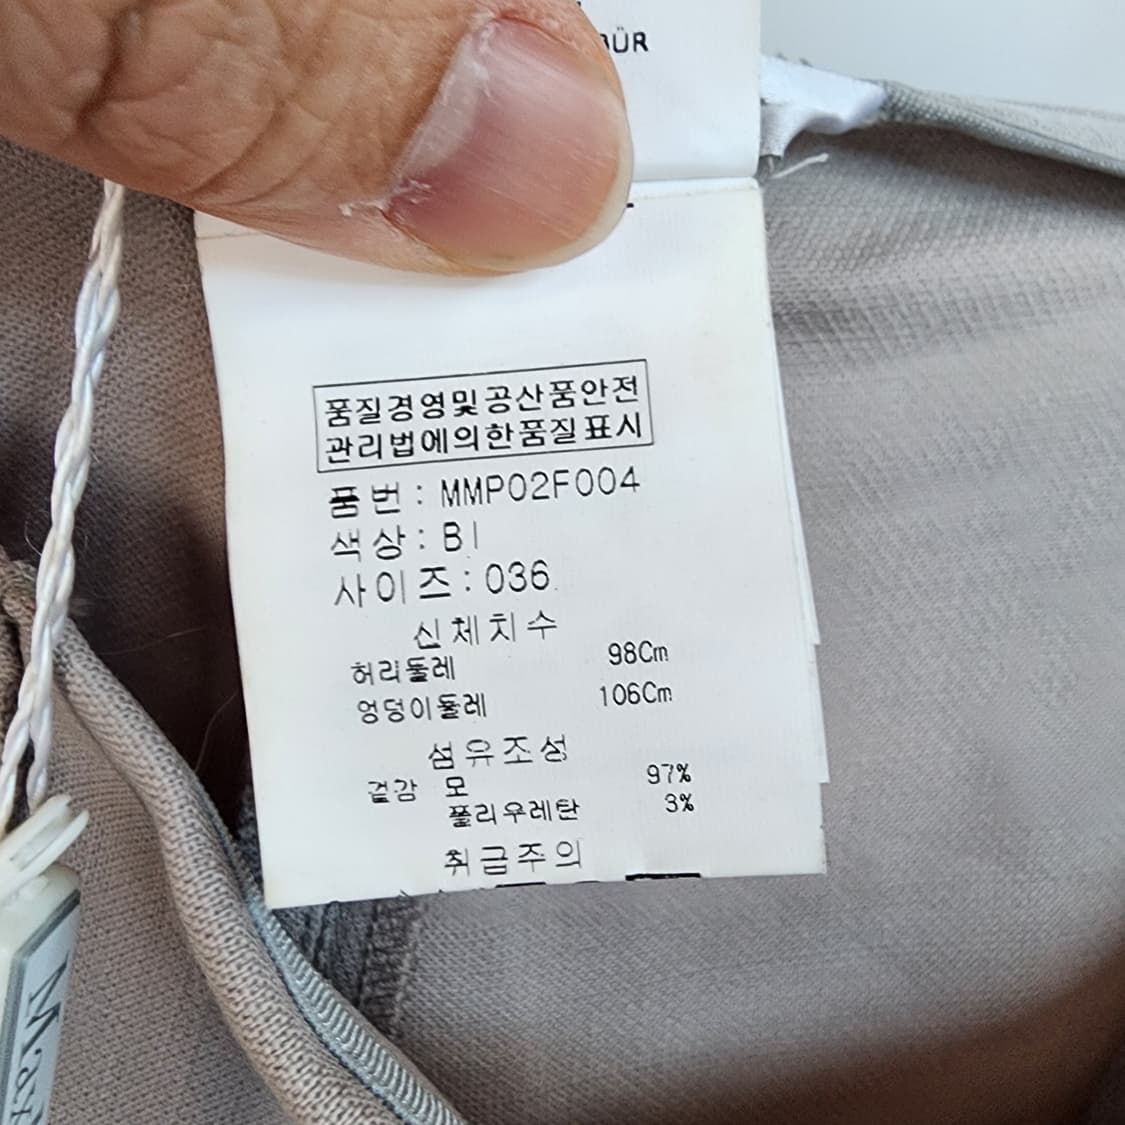 품질경영및공산품안전
관리법에의한품질표시
품번: MMP02F004
색상: BI
사이즈: 036
신체치수
허리둘레 98Cm
엉덩이둘레 106Cm
섬유조성
겉감 모 97%
폴리우레탄 3%
취급주의